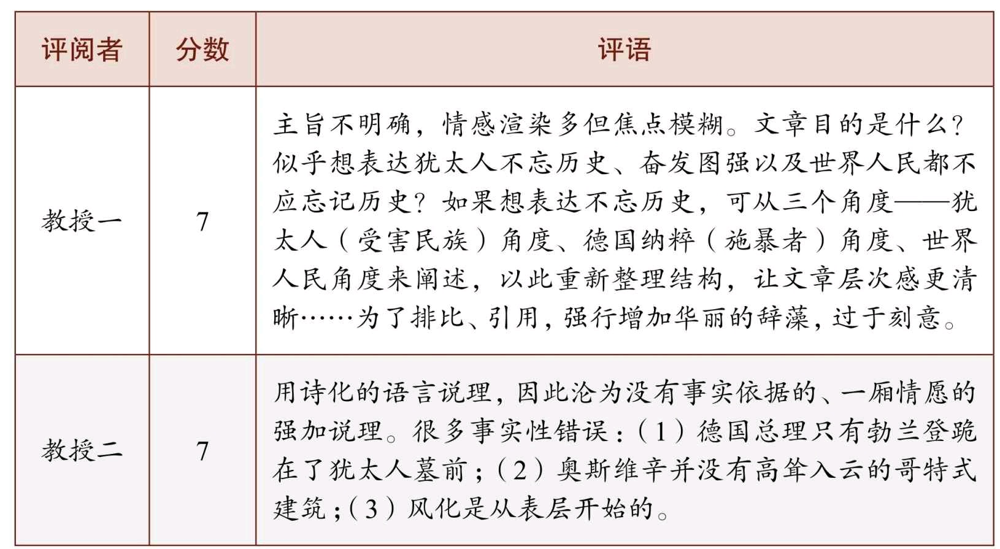 评阅者 分数 评语
主旨不明确，情感渲染多但焦点模糊。文章目的是什么？
似乎想表达犹太人不忘历史、奋发图强以及世界人民都不
应忘记历史？如果想表达不忘历史，可从三个角度——犹
教授一 7
太人（受害民族）角度、德国纳粹（施暴者）角度、世界
人民角度来阐述，以此重新整理结构，让文章层次感更清
晰……为了排比、引用，强行增加华丽的辞藻，过于刻意。
用诗化的语言说理，因此沦为没有事实依据的、一厢情愿的
强加说理。很多事实性错误：（1）德国总理只有勃兰登跪
教授二 7
在了犹太人墓前；（2）奥斯维辛并没有高耸入云的哥特式
建筑；（3）风化是从表层开始的。